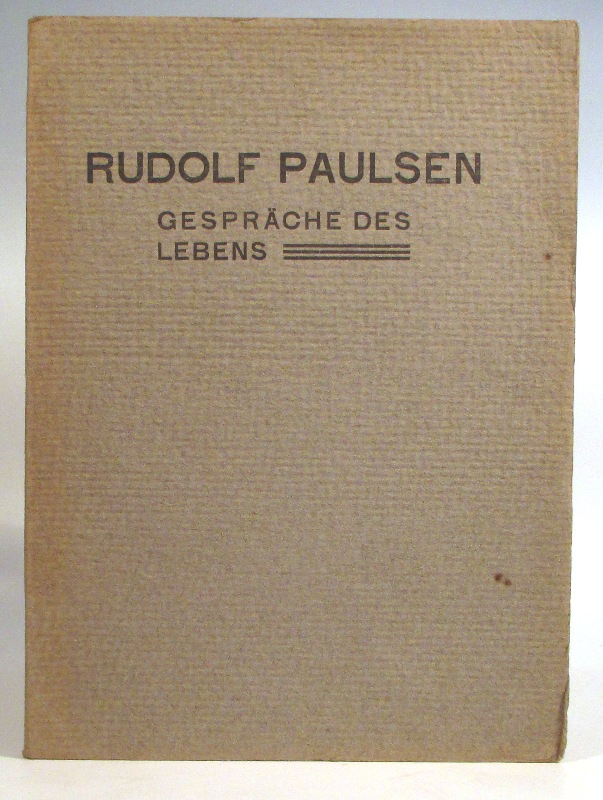 RUDOLF PAULSEN
GESPRÄCHE DES
LEBENS